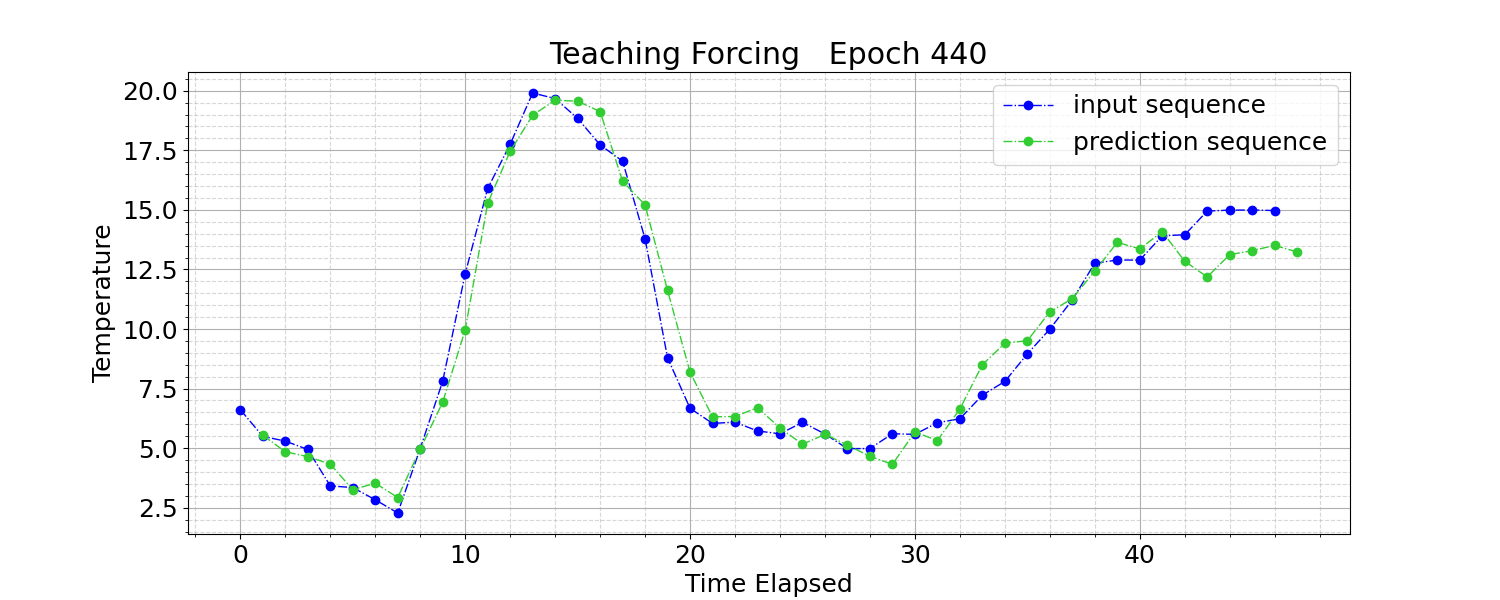 Teaching Forcing   Epoch 440
20.0
17.5
15.0
12.5
10.0
7.5
5.0
2.5
Temperature
input sequence
prediction sequence
0 10 20 30 40
Time Elapsed